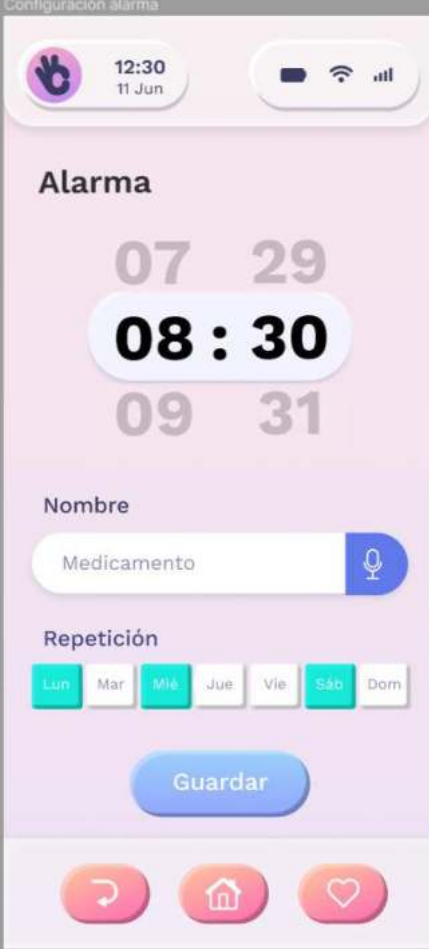 Configuración alarma
12:30
11 Jun
Alarma
07 29
08 : 30
09 31
Nombre
Medicamento
Repetición
Lun Mar Mié Jue Vie Sáb Dom
Guardar